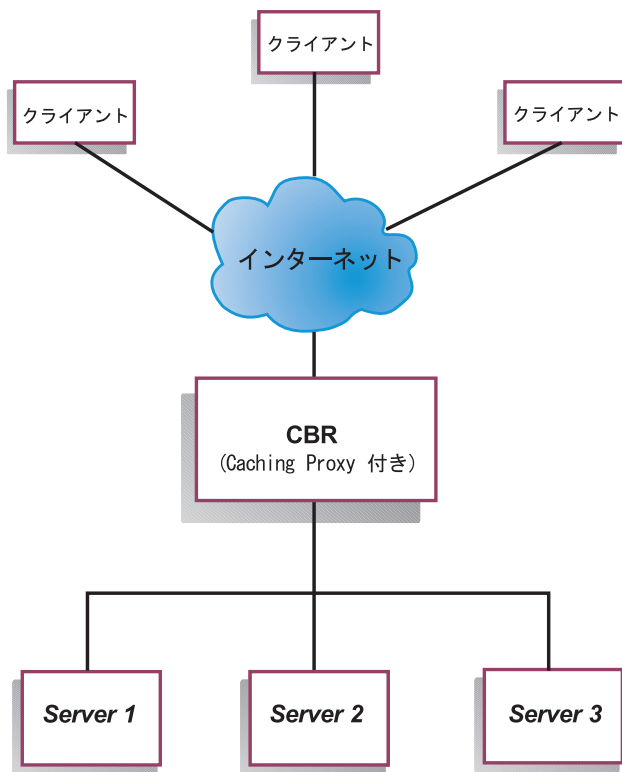 クライアント
クライアント
クライアント
インターネット
CBR
(Caching Proxy 付き)
Server 1
Server 2
Server 3